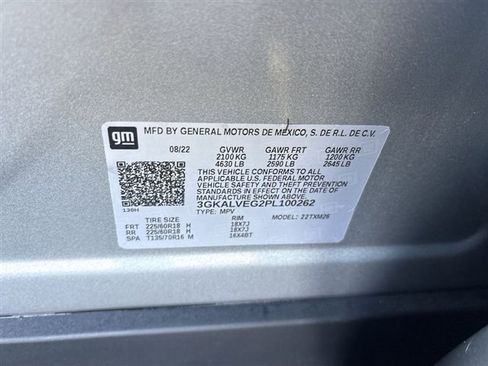 gm
MFD BY GENERAL MOTORS DE MEXICO, S. DE R.L. DE C.V.
08/22 GVWR GAWR FRT GAWR RR
2100 KG 1175 KG 1200 KG
4630 LB 2590 LB 2645 LB
THIS VEHICLE CONFORMS TO ALL
APPLICABLE U.S. FEDERAL MOTOR
VEHICLE SAFETY AND THEFT PREVENTION
STANDARDS IN EFFECT ON THE DATE OF
MANUFACTURE SHOWN ABOVE.
3GKALVEG2PL100262
TYPE: MPV MODEL: 22TXM26
TIRE SIZE RIM
FRT 225/60R18 H 18X7J
RR 225/60R18 H 18X7J
SPA T135/70R16 M 16X4BT